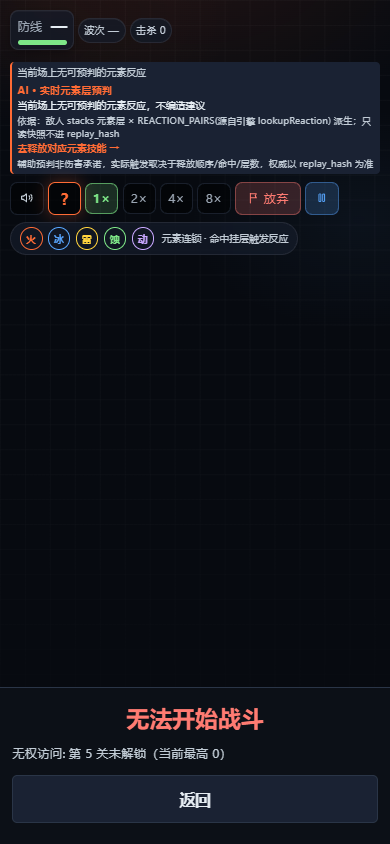 防线 —
波次 —
击杀 0
当前场上无可预判的元素反应
AI · 实时元素层预判
当前场上无可预判的元素反应，不编造建议
依据：敌人 stacks 元素层 × REACTION_PAIRS(源自引擎 lookupReaction) 派生；只
读快照不进 replay_hash
去释放对应元素技能 →
辅助预判非伤害承诺，实际触发取决于释放顺序/命中/层数，权威以 replay_hash 为准
? 1× 2× 4× 8× 放弃
火 冰 雷 蚀 动 元素连锁 · 命中挂层触发反应
无法开始战斗
无权访问: 第 5 关未解锁（当前最高 0）
返回